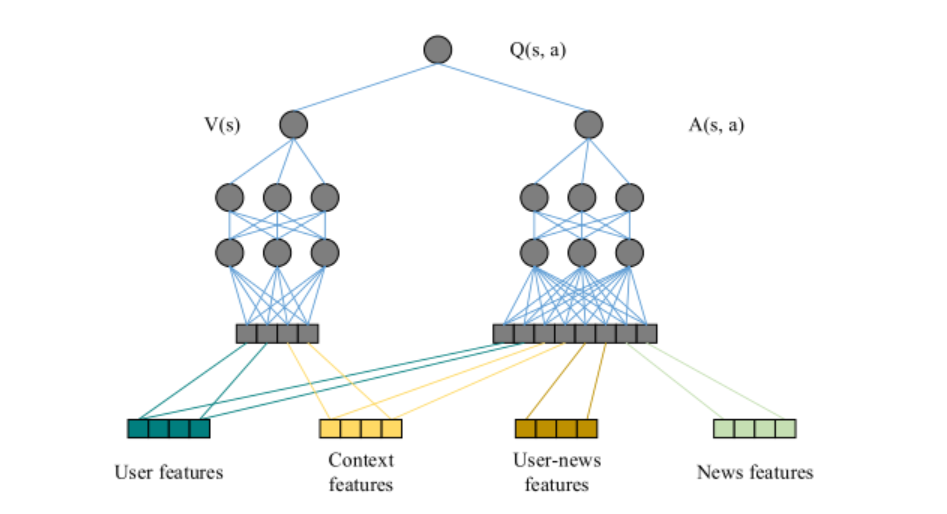 Q(s, a)
V(s)
A(s, a)
User features
Context
features
User-news
features
News features